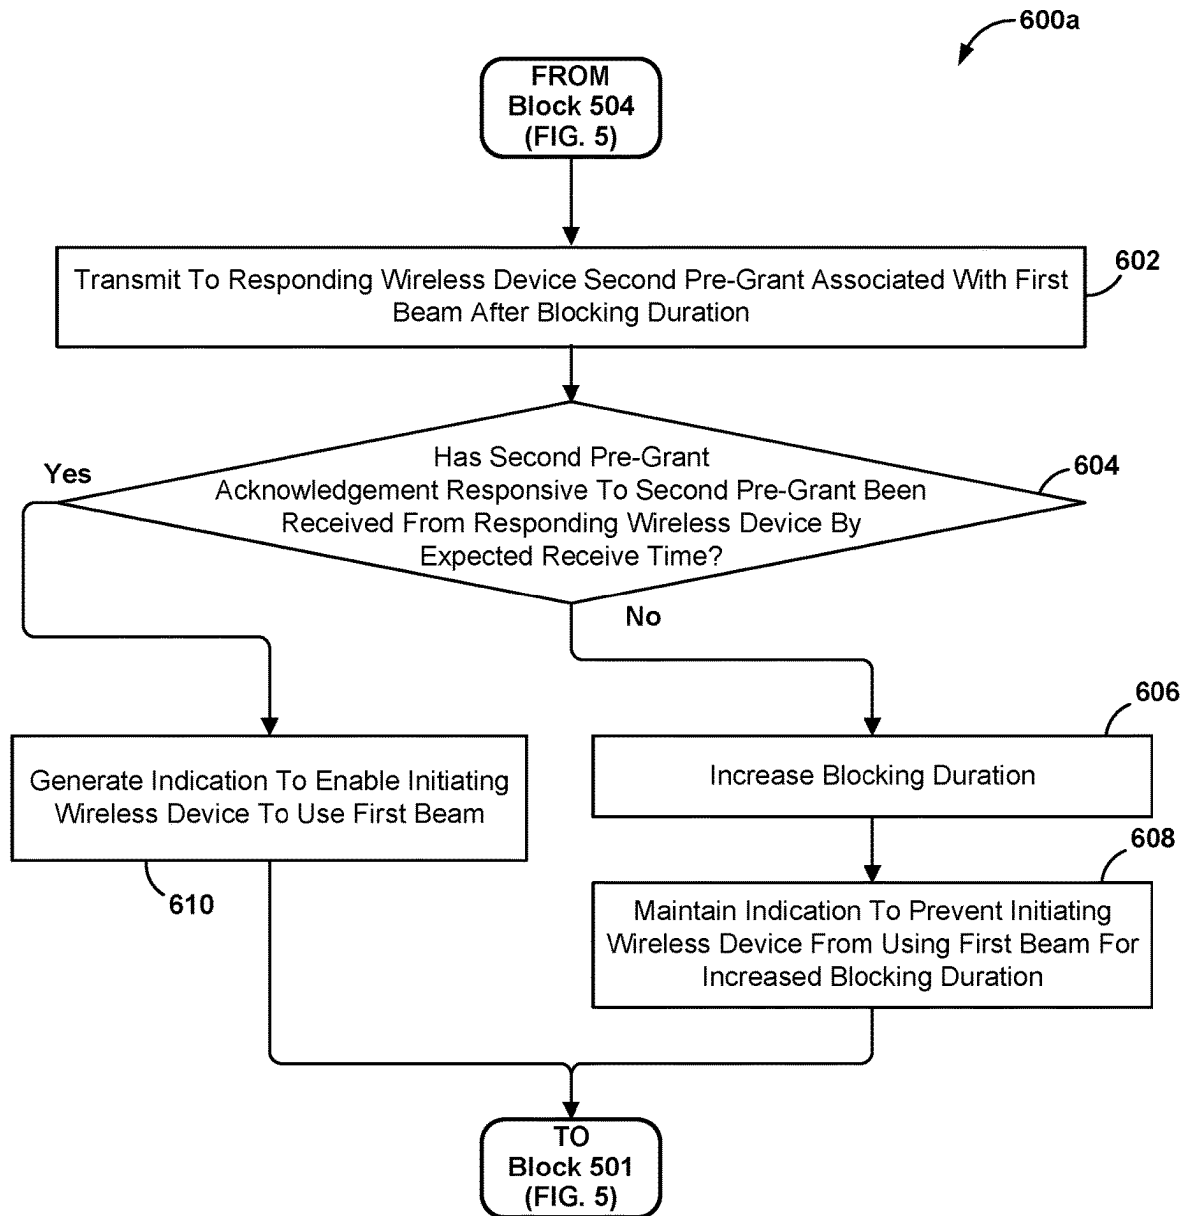 600a
FROM
Block 504
(FIG. 5)
602
Transmit To Responding Wireless Device Second Pre-Grant Associated With First
Beam After Blocking Duration
604
Has Second Pre-Grant
Acknowledgement Responsive To Second Pre-Grant Been
Received From Responding Wireless Device By
Expected Receive Time?
Yes
No
606
Increase Blocking Duration
Generate Indication To Enable Initiating
Wireless Device To Use First Beam
610
608
Maintain Indication To Prevent Initiating
Wireless Device From Using First Beam For
Increased Blocking Duration
TO
Block 501
(FIG. 5)